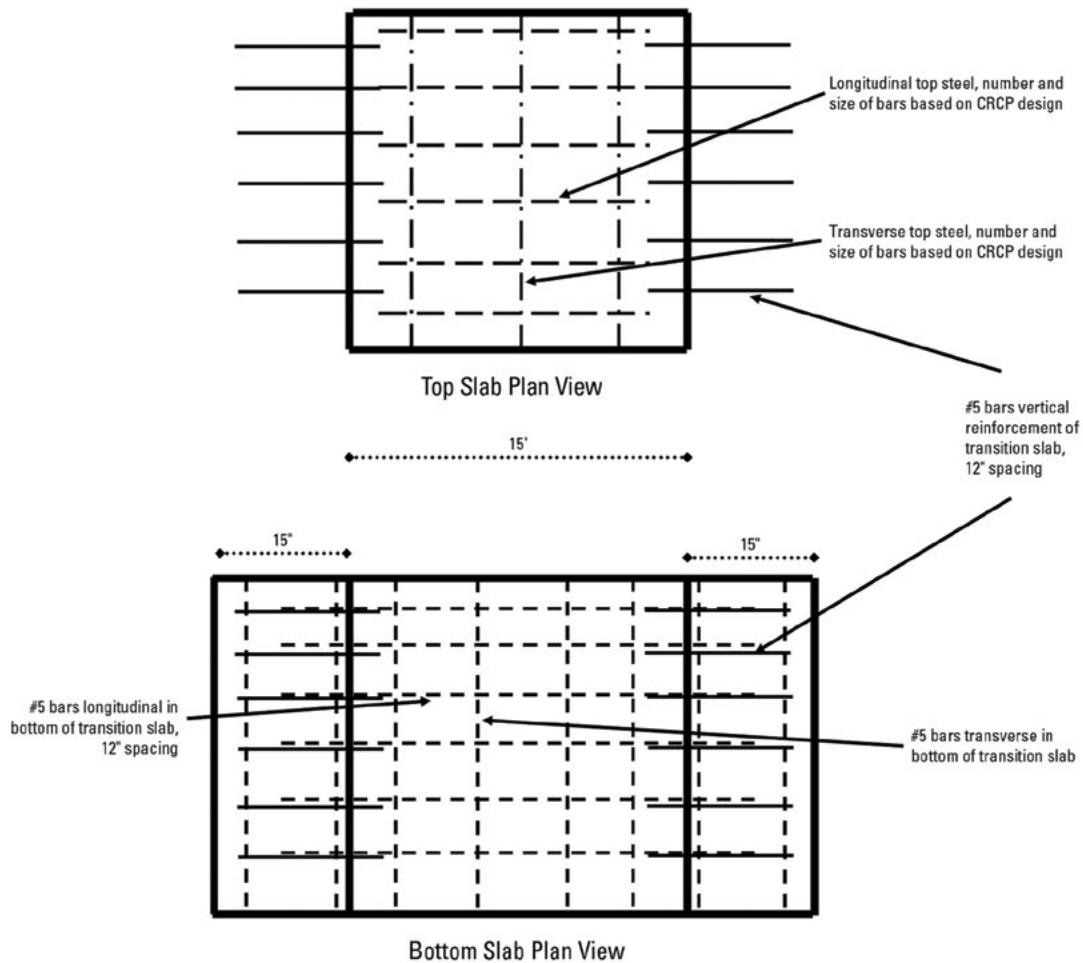 Longitudinal top steel, number and
size of bars based on CRCP design
Transverse top steel, number and
size of bars based on CRCP design
Top Slab Plan View
#5 bars vertical
reinforcement of
transition slab,
12" spacing
15'
15"
15"
#5 bars longitudinal in
bottom of transition slab,
12" spacing
#5 bars transverse in
bottom of transition slab
Bottom Slab Plan View